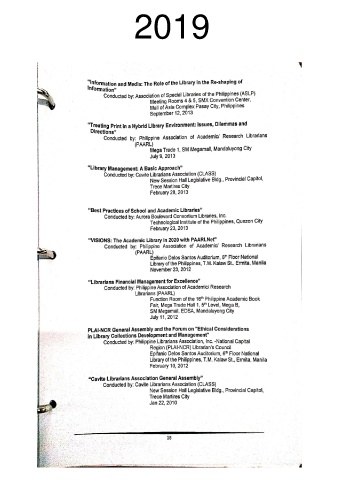 2019
"Information and Media: The Role of the Library in the Re-shaping of
Information"
Conducted by: Association of Special Libraries of the Philippines (ASLP)
Meeting Rooms 4 & 5, SMX Convention Center,
Mall of Asia Complex Pasay City, Philippines
September 12, 2013
"Treating Print in a Hybrid Library Environment: Issues, Dilemmas and
Directions"
Conducted by: Philippine Association of Academic/ Research Librarians
(PAARL)
Mega Trade 1, SM Megamall, Mandaluyong City
July 9, 2013
"Library Management: A Basic Approach"
Conducted by: Cavite Librarians Association (CLASS)
New Session Hall Legislative Bldg., Provincial Capitol,
Trece Martires City
February 28, 2013
"Best Practices of School and Academic Libraries"
Conducted by: Aurora Boulevard Consortium Libraries, Inc.
Technological Institute of the Philippines, Quezon City
February 23, 2013
"VISIONS: The Academic Library in 2020 with PAARLNet"
Conducted by: Philippine Association of Academic/ Research Librarians
(PAARL)
Epifanio Delos Santos Auditorium, 6th Floor National
Library of the Philippines, T.M. Kalaw St., Ermita, Manila
November 23, 2012
"Librarians Financial Management for Excellence"
Conducted by: Philippine Association of Academic/ Research
Librarians (PAARL)
Function Room of the 16th Philippine Academic Book
Fair, Mega Trade Hall 1, 5th Level, Mega B,
SM Megamall, EDSA, Mandaluyong City
July 11, 2012
PLAI-NCR General Assembly and the Forum on "Ethical Considerations
in Library Collections Development and Management"
Conducted by: Philippine Librarians Association, Inc. -National Capital
Region (PLAI-NCR) Librarian's Council
Epifanio Delos Santos Auditorium, 6th Floor National
Library of the Philippines, T.M. Kalaw St., Ermita, Manila
February 10, 2012
"Cavite Librarians Association General Assembly"
Conducted by: Cavite Librarians Association (CLASS)
New Session Hall Legislative Bldg., Provincial Capitol,
Trece Martires City
Jan 22, 2010